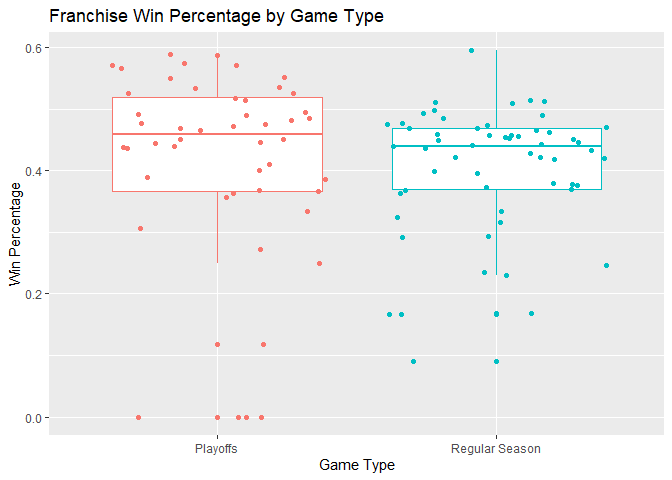 Franchise Win Percentage by Game Type
0.6
0.4
0.2
0.0
Win Percentage
Playoffs
Regular Season
Game Type